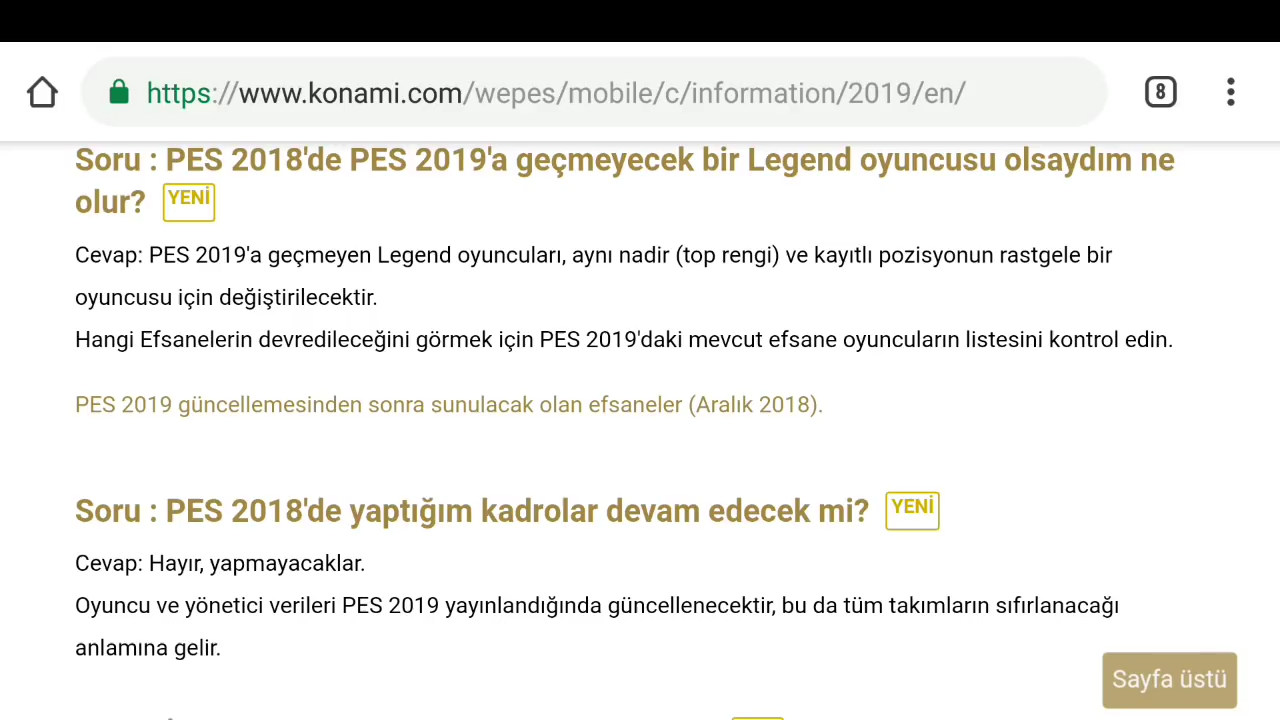 https://www.konami.com/wepes/mobile/c/information/2019/en/
8
Soru : PES 2018'de PES 2019'a geçmeyecek bir Legend oyuncusu olsaydım ne
olur? YENİ
Cevap: PES 2019'a geçmeyen Legend oyuncuları, aynı nadir (top rengi) ve kayıtlı pozisyonun rastgele bir
oyuncusu için değiştirilecektir.
Hangi Efsanelerin devredileceğini görmek için PES 2019'daki mevcut efsane oyuncuların listesini kontrol edin.
PES 2019 güncellemesinden sonra sunulacak olan efsaneler (Aralık 2018).
Soru : PES 2018'de yaptığım kadrolar devam edecek mi? YENİ
Cevap: Hayır, yapmayacaklar.
Oyuncu ve yönetici verileri PES 2019 yayınlandığında güncellenecektir, bu da tüm takımların sıfırlanacağı
anlamına gelir.
Sayfa üstü